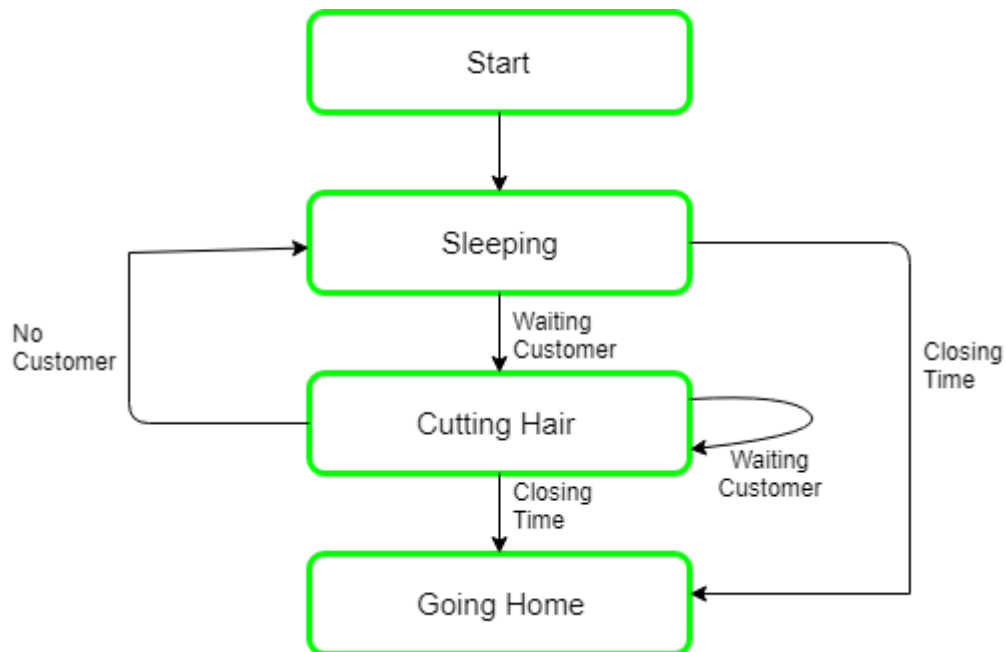 Start
Sleeping
No
Customer
Waiting
Customer
Closing
Time
Cutting Hair
Waiting
Customer
Closing
Time
Going Home